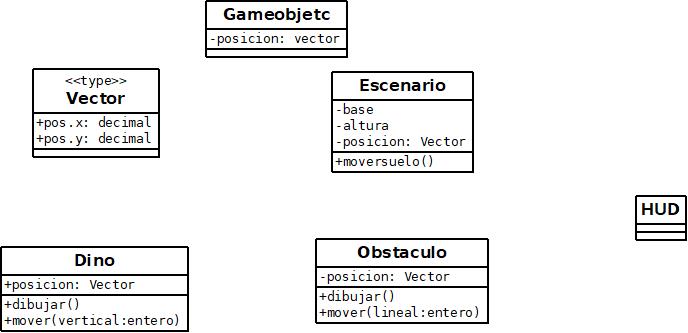 Gameobjetc
-posicion: vector
<<type>>
Vector
+pos.x: decimal
+pos.y: decimal
Escenario
-base
-altura
-posicion: Vector
+moversuelo()
HUD
Dino
+posicion: Vector
+dibujar()
+mover(vertical:entero)
Obstaculo
-posicion: Vector
+dibujar()
+mover(lineal:entero)